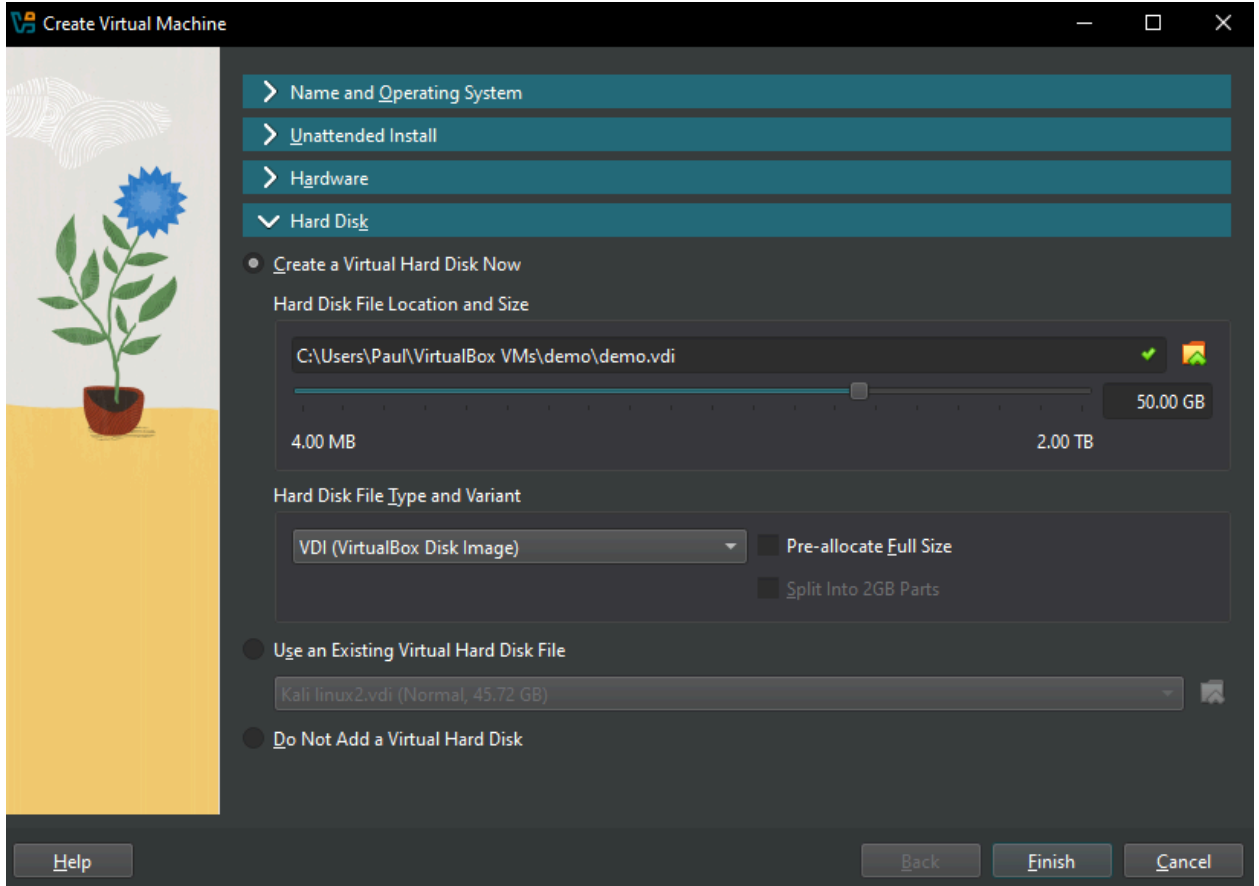 Create Virtual Machine
Name and Operating System
Unattended Install
Hardware
Hard Disk
Create a Virtual Hard Disk Now
Hard Disk File Location and Size
C:\Users\Paul\VirtualBox VMs\demo\demo.vdi
50.00 GB
4.00 MB 2.00 TB
Hard Disk File Type and Variant
VDI (VirtualBox Disk Image) Pre-allocate Full Size
Split Into 2GB Parts
Use an Existing Virtual Hard Disk File
Kali linux2.vdi (Normal, 45.72 GB)
Do Not Add a Virtual Hard Disk
Help Back Finish Cancel